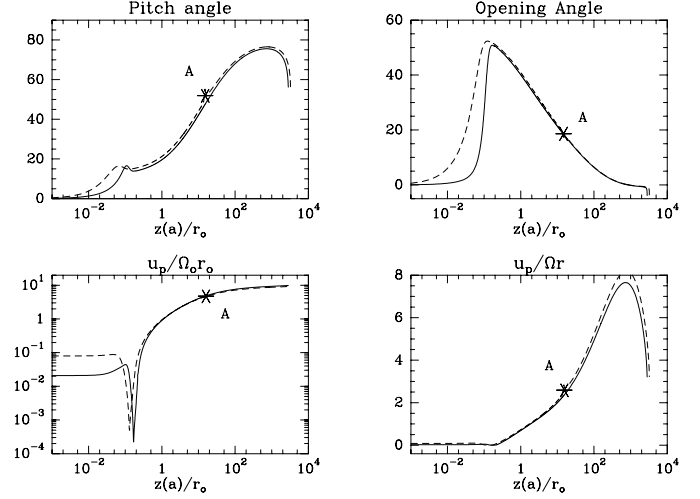 Pitch angle
80
60
40
20
0
A
10^-2 1 10^2 10^4
z(a)/r_o
Opening Angle
60
40
20
0
A
10^-2 1 10^2 10^4
z(a)/r_o
u_p/Ω_o r_o
10^1
1
10^-1
10^-2
10^-3
10^-4
A
10^-2 1 10^2 10^4
z(a)/r_o
u_p/Ωr
8
6
4
2
0
A
10^-2 1 10^2 10^4
z(a)/r_o